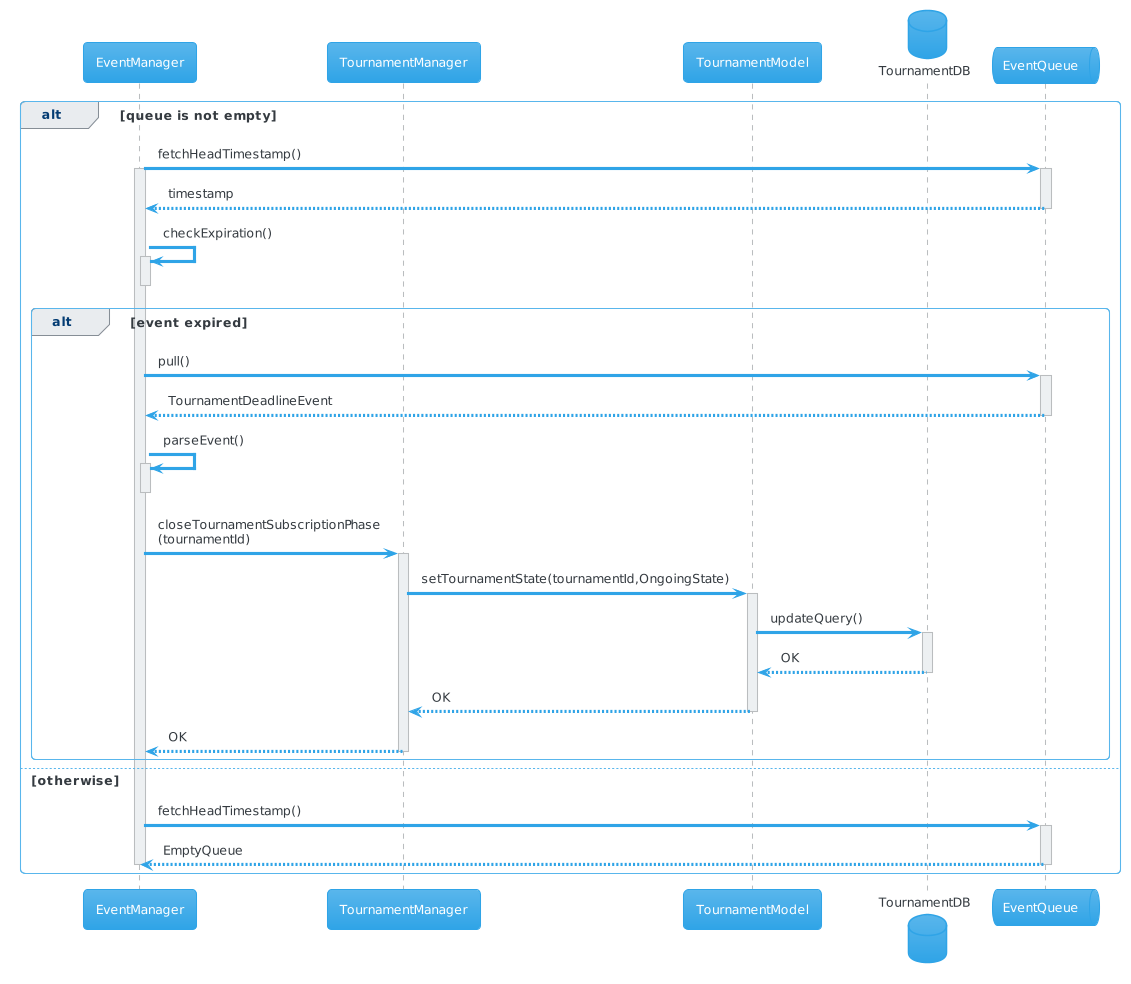 EventManager
TournamentManager
TournamentModel
TournamentDB
EventQueue
alt
[queue is not empty]
fetchHeadTimestamp()
timestamp
checkExpiration()
alt
[event expired]
pull()
TournamentDeadlineEvent
parseEvent()
closeTournamentSubscriptionPhase
(tournamentId)
setTournamentState(tournamentId,OngoingState)
updateQuery()
OK
OK
OK
[otherwise]
fetchHeadTimestamp()
EmptyQueue
EventManager
TournamentManager
TournamentModel
TournamentDB
EventQueue